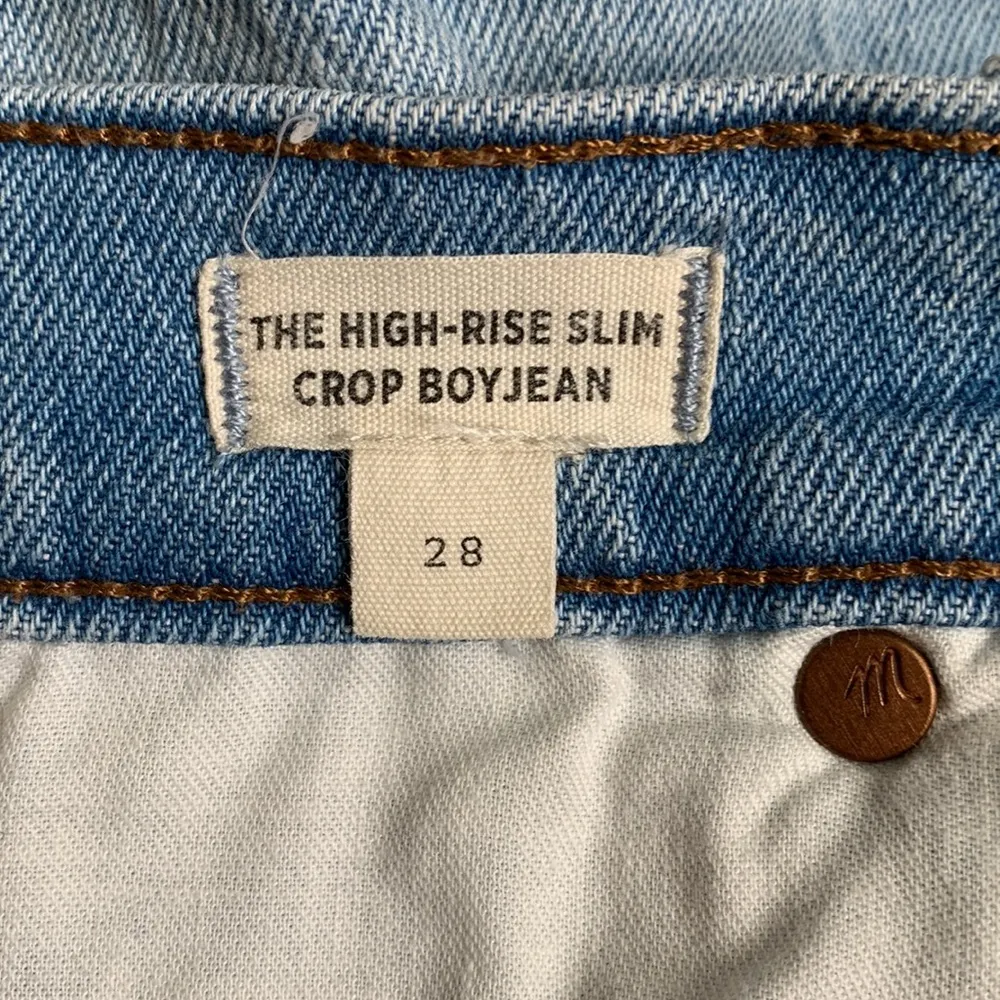 THE HIGH-RISE SLIM
CROP BOYJEAN
28
m